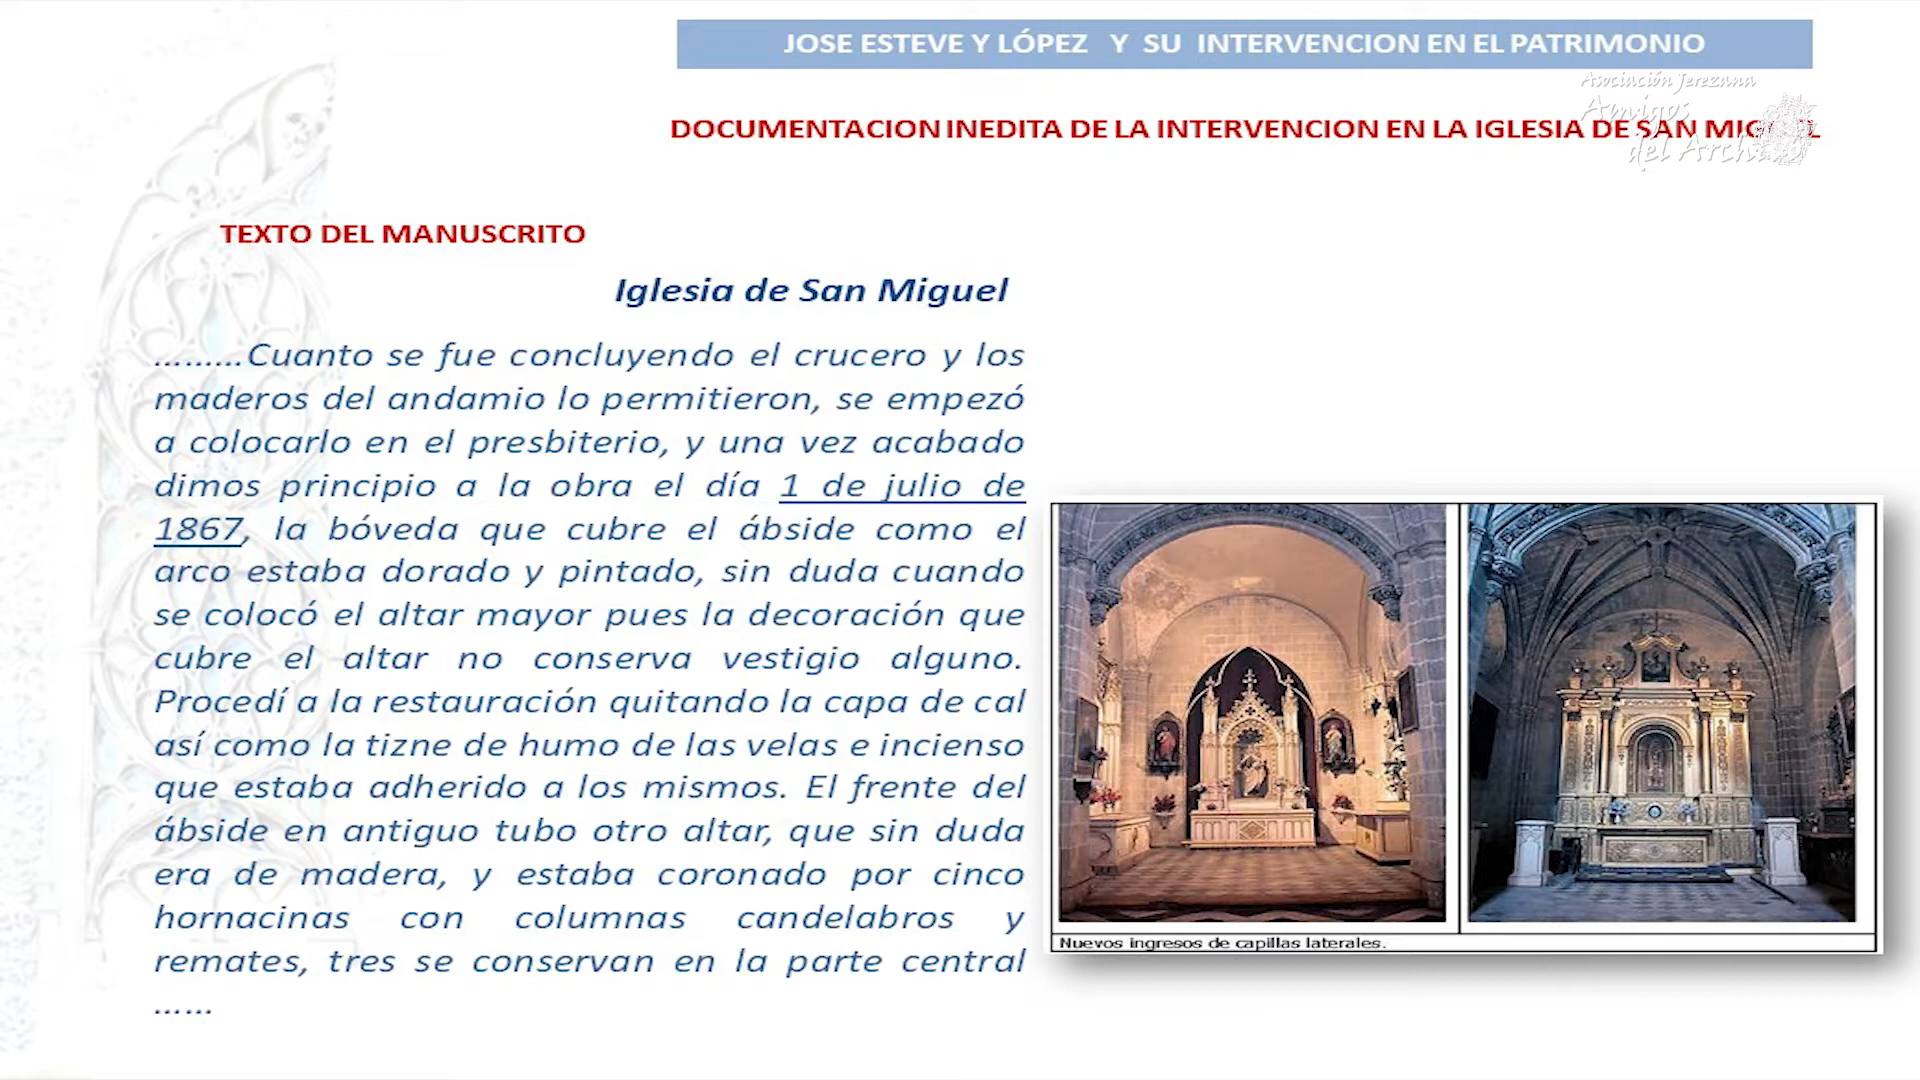 JOSE ESTEVE Y LÓPEZ Y SU INTERVENCION EN EL PATRIMONIO
Asociación Jerezana
Amigos
del
DOCUMENTACION INEDITA DE LA INTERVENCION EN LA IGLESIA DE SAN
TEXTO DEL MANUSCRITO
Iglesia de San Miguel
.........Cuanto se fue concluyendo el crucero y los
maderos del andamio lo permitieron, se empezó
a colocarlo en el presbiterio, y una vez acabado
dimos principio a la obra el día 1 de julio de
1867, la bóveda que cubre el ábside como el
arco estaba dorado y pintado, sin duda cuando
se colocó el altar mayor pues la decoración que
cubre el altar no conserva vestigio alguno.
Procedí a la restauración quitando la capa de cal
así como la tizne de humo de las velas e incienso
que estaba adherido a los mismos. El frente del
ábside en antiguo tubo otro altar, que sin duda
era de madera, y estaba coronado por cinco
hornacinas con columnas candelabros y
remates, tres se conservan en la parte central
......
Nuevos ingresos de capillas laterales.